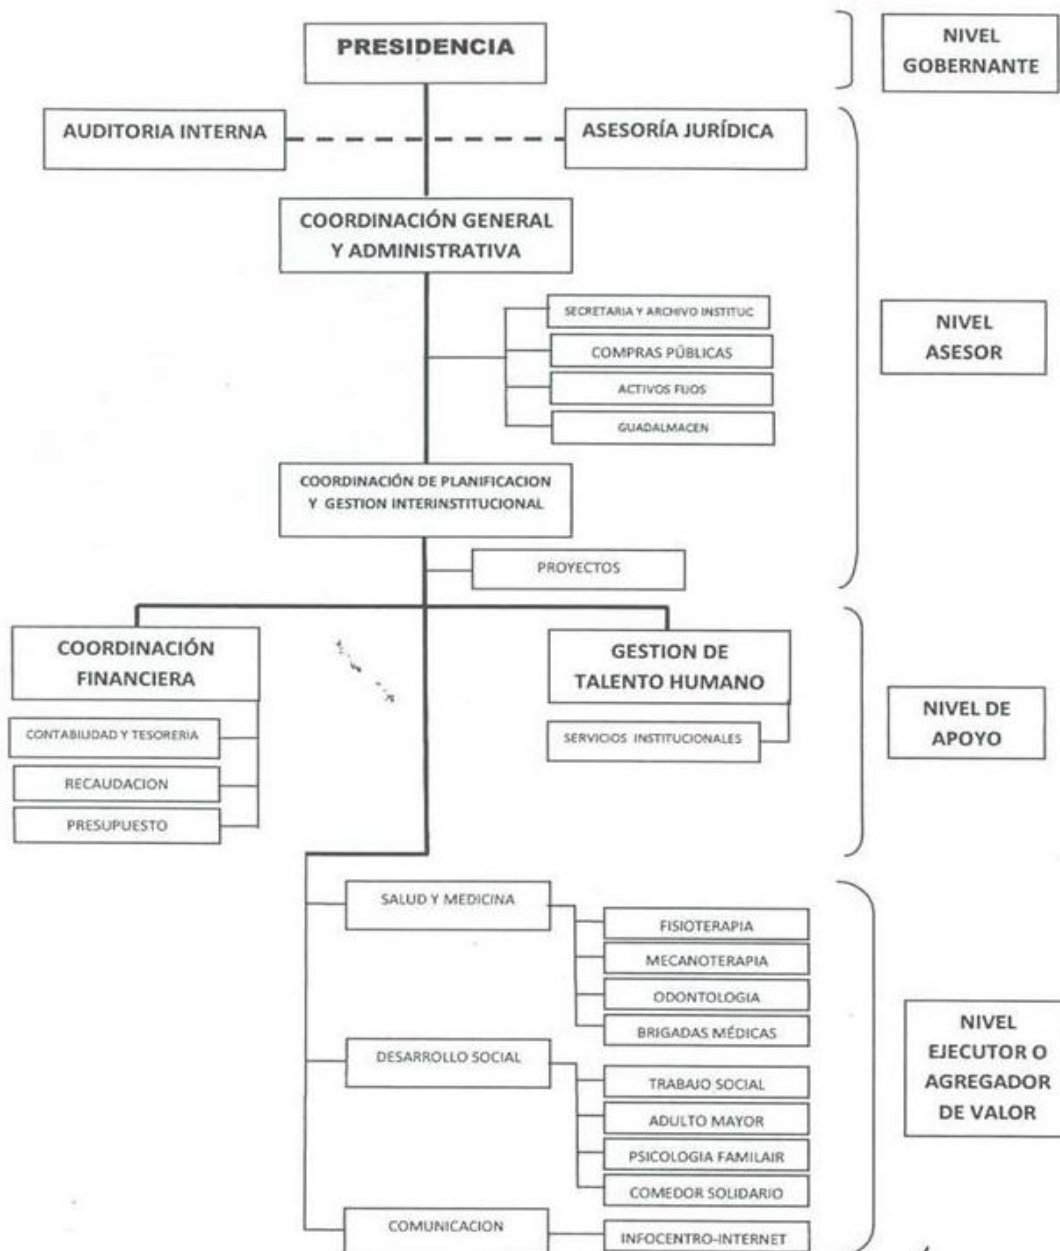 PRESIDENCIA
NIVEL
GOBERNANTE
AUDITORIA INTERNA
ASESORÍA JURÍDICA
COORDINACIÓN GENERAL
Y ADMINISTRATIVA
SECRETARIA Y ARCHIVO INSTITUC
COMPRAS PÚBLICAS
ACTIVOS FIJOS
GUADALMACEN
NIVEL
ASESOR
COORDINACIÓN DE PLANIFICACION
Y GESTION INTERINSTITUCIONAL
PROYECTOS
COORDINACIÓN
FINANCIERA
CONTABILIDAD Y TESORERIA
RECAUDACION
PRESUPUESTO
GESTION DE
TALENTO HUMANO
SERVICIOS INSTITUCIONALES
NIVEL DE
APOYO
SALUD Y MEDICINA
FISIOTERAPIA
MECANOTERAPIA
ODONTOLOGIA
BRIGADAS MÉDICAS
DESARROLLO SOCIAL
TRABAJO SOCIAL
ADULTO MAYOR
PSICOLOGIA FAMILAIR
COMEDOR SOLIDARIO
COMUNICACION
INFOCENTRO-INTERNET
NIVEL
EJECUTOR O
AGREGADOR
DE VALOR